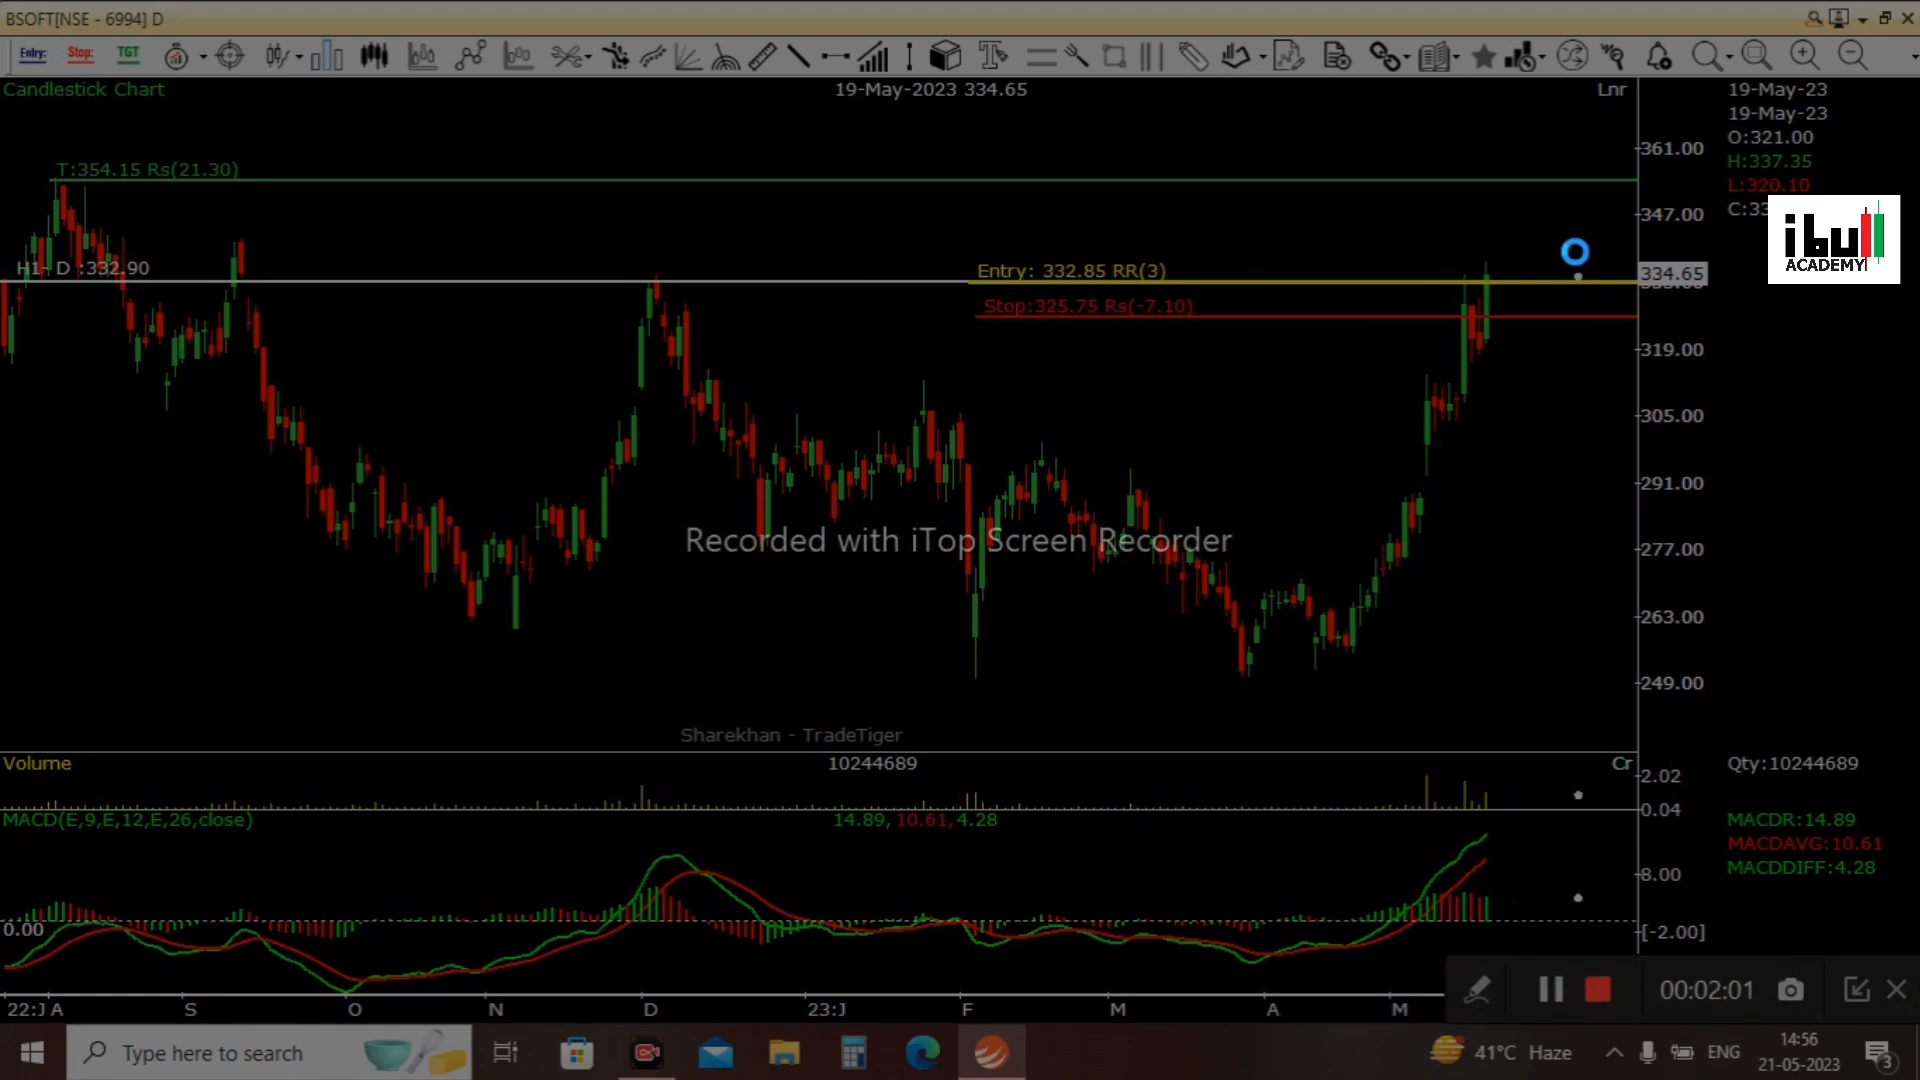 BSOFT[NSE - 6994] D
Entry: Stop: TGT
Candlestick Chart 19-May-2023 334.65 Lnr
19-May-23
19-May-23
O:321.00
H:337.35
L:320.10
ibull
ACADEMY
T:354.15 Rs(21.30)
H1- D :332.90
Entry: 332.85 RR(3)
Stop:325.75 Rs(-7.10)
361.00
347.00
334.65
319.00
305.00
291.00
277.00
263.00
249.00
Recorded with iTop Screen Recorder
Sharekhan - TradeTiger
Volume 10244689 Cr
2.02
0.04
Qty:10244689
MACD(E,9,E,12,E,26,close) 14.89, 10.61, 4.28
MACDR:14.89
MACDAVG:10.61
MACDDIFF:4.28
8.00
0.00
[-2.00]
22:J A S O N D 23:J F M A M
00:02:01
Type here to search
41°C Haze
ENG
14:56
21-05-2023
3